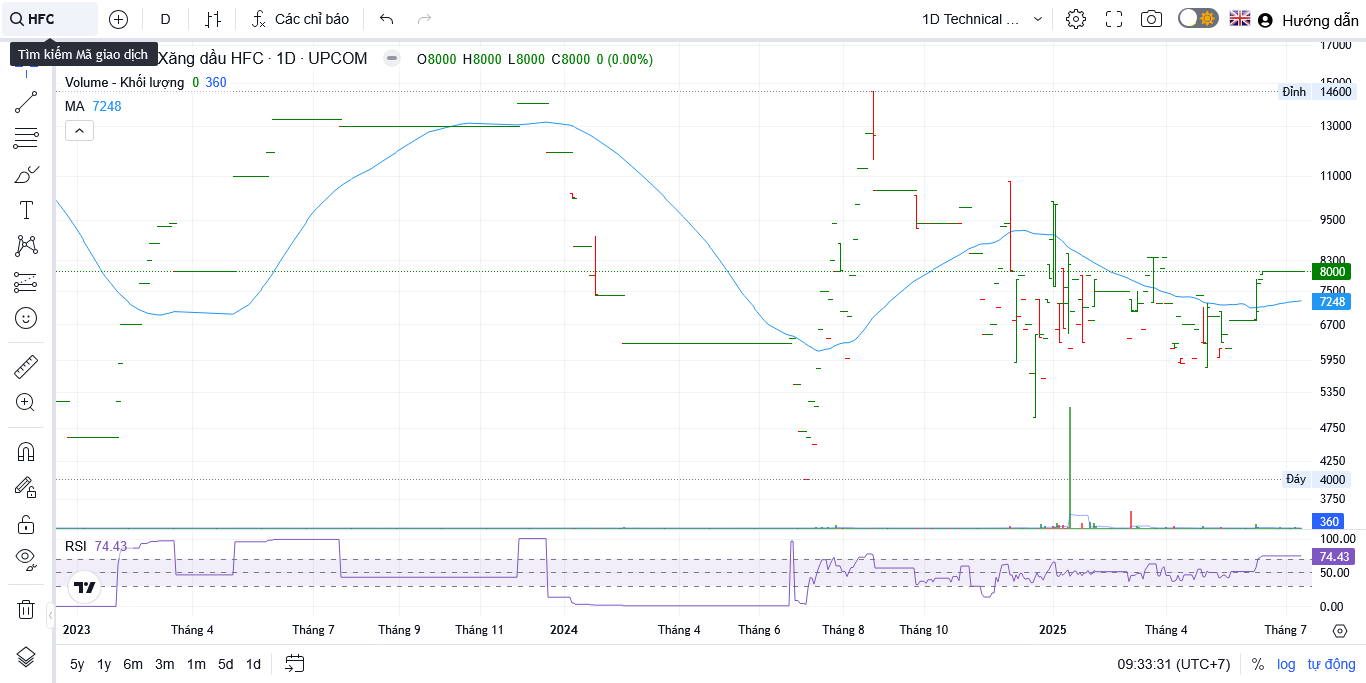 HFC
D
Các chỉ báo
1D Technical ...
Hướng dẫn
Tìm kiếm Mã giao dịch
Xăng dầu HFC · 1D · UPCOM
O8000 H8000 L8000 C8000 0 (0.00%)
Volume - Khối lượng 0 360
MA 7248
17000
15000
Đỉnh 14600
13000
11000
9500
8300
8000
7500
7248
6700
5950
5350
4750
4250
Đáy 4000
3750
360
RSI 74.43
100.00
74.43
50.00
0.00
2023 Tháng 4 Tháng 7 Tháng 9 Tháng 11 2024 Tháng 4 Tháng 6 Tháng 8 Tháng 10 2025 Tháng 4 Tháng 7
5y 1y 6m 3m 1m 5d 1d
09:33:31 (UTC+7) % log tự động